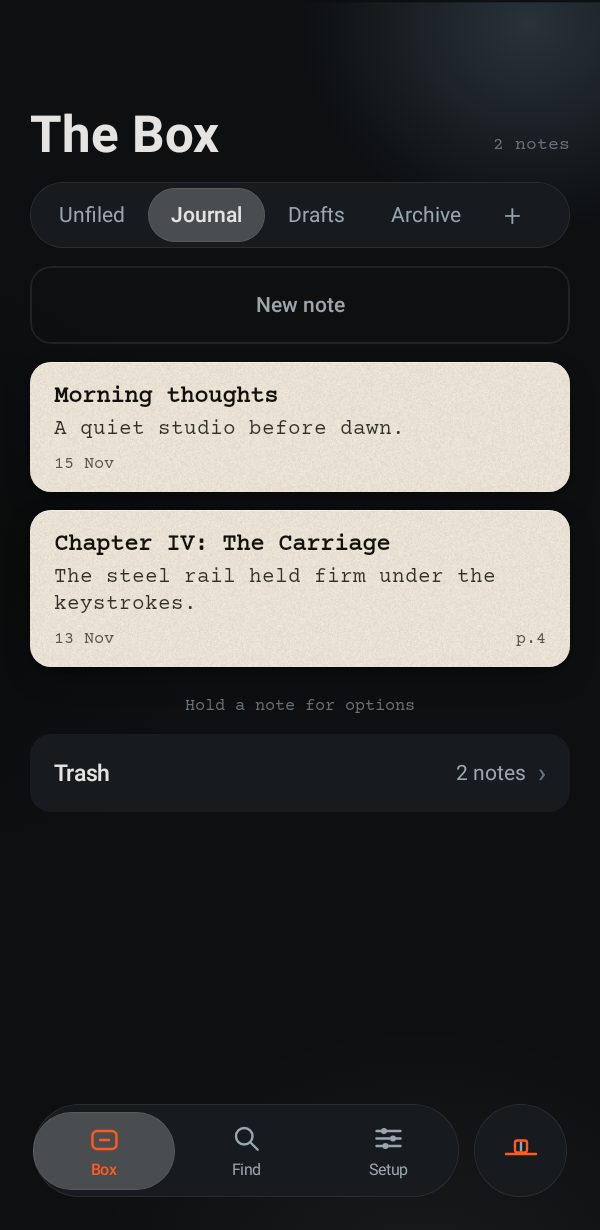 The Box
2 notes
Unfiled Journal Drafts Archive +
New note
Morning thoughts
A quiet studio before dawn.
15 Nov
Chapter IV: The Carriage
The steel rail held firm under the
keystrokes.
13 Nov p.4
Hold a note for options
Trash 2 notes ›
Box Find Setup